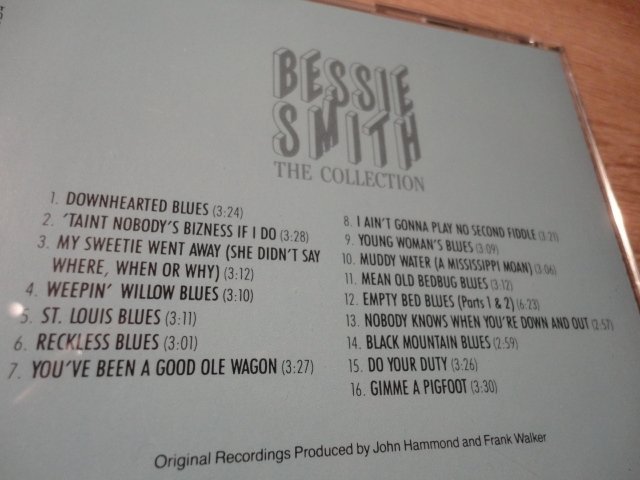 BESSIE
SMITH
THE COLLECTION
1. DOWNHEARTED BLUES (3:24)
2. 'TAINT NOBODY'S BIZNESS IF I DO (3:28)
3. MY SWEETIE WENT AWAY (SHE DIDN'T SAY
WHERE, WHEN OR WHY) (3:12)
4. WEEPIN' WILLOW BLUES (3:10)
5. ST. LOUIS BLUES (3:11)
6. RECKLESS BLUES (3:01)
7. YOU'VE BEEN A GOOD OLE WAGON (3:27)
8. I AIN'T GONNA PLAY NO SECOND FIDDLE (3:21)
9. YOUNG WOMAN'S BLUES (3:09)
10. MUDDY WATER (A MISSISSIPPI MOAN) (3:06)
11. MEAN OLD BEDBUG BLUES (3:12)
12. EMPTY BED BLUES (Parts 1 & 2) (6:23)
13. NOBODY KNOWS WHEN YOU'RE DOWN AND OUT (2:57)
14. BLACK MOUNTAIN BLUES (2:59)
15. DO YOUR DUTY (3:26)
16. GIMME A PIGFOOT (3:30)
Original Recordings Produced by John Hammond and Frank Walker